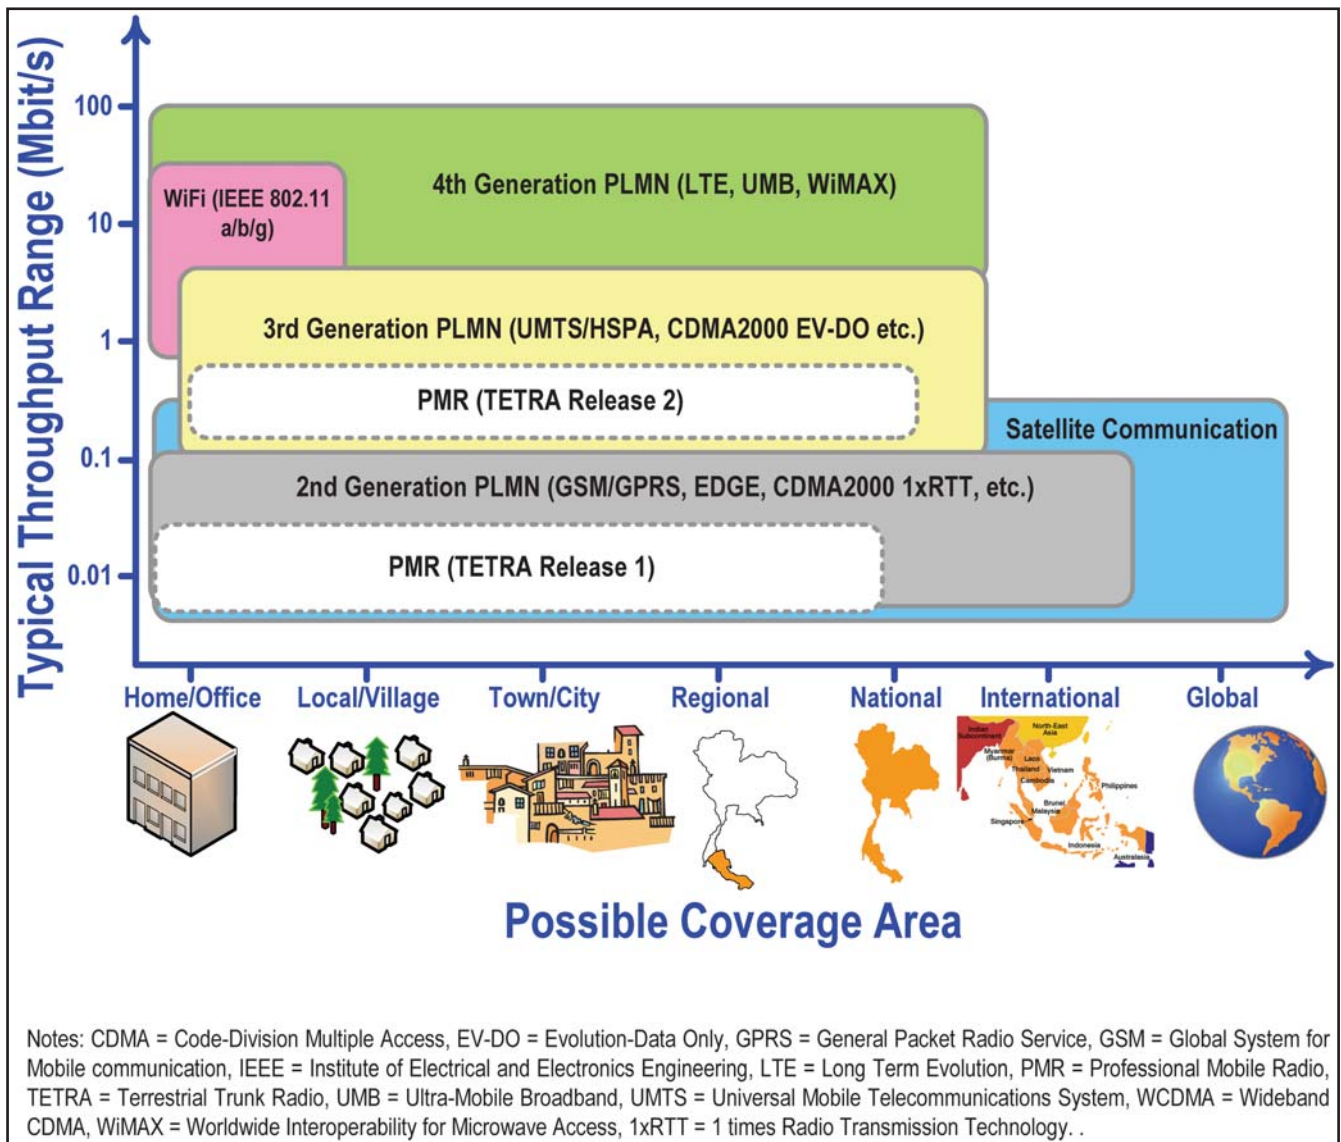 Typical Throughput Range (Mbit/s)
100
10
1
0.1
0.01
4th Generation PLMN (LTE, UMB, WiMAX)
WiFi (IEEE 802.11
a/b/g)
3rd Generation PLMN (UMTS/HSPA, CDMA2000 EV-DO etc.)
PMR (TETRA Release 2)
Satellite Communication
2nd Generation PLMN (GSM/GPRS, EDGE, CDMA2000 1xRTT, etc.)
PMR (TETRA Release 1)
Home/Office
Local/Village
Town/City
Regional
National
International
Global
Indian
Subcontinent
North-East
Asia
Myanmar
(Burma)
Laos
Thailand
Vietnam
Cambodia
Philippines
Brunei
Malaysia
Singapore
Indonesia
Australasia
Possible Coverage Area
Notes: CDMA = Code-Division Multiple Access, EV-DO = Evolution-Data Only, GPRS = General Packet Radio Service, GSM = Global System for
Mobile communication, IEEE = Institute of Electrical and Electronics Engineering, LTE = Long Term Evolution, PMR = Professional Mobile Radio,
TETRA = Terrestrial Trunk Radio, UMB = Ultra-Mobile Broadband, UMTS = Universal Mobile Telecommunications System, WCDMA = Wideband
CDMA, WiMAX = Worldwide Interoperability for Microwave Access, 1xRTT = 1 times Radio Transmission Technology. .